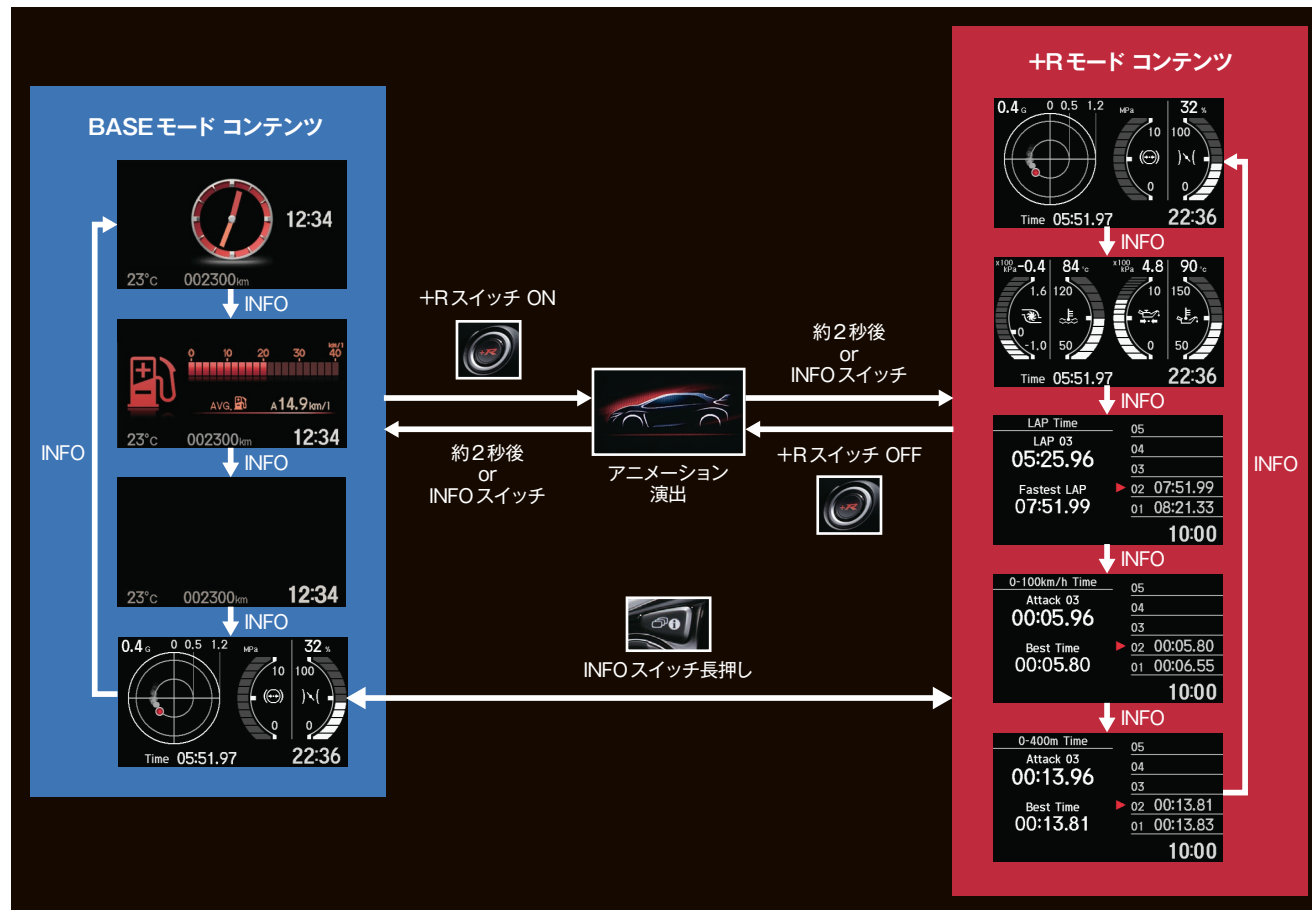 BASEモード コンテンツ
12:34
23°c 002300km
INFO
0 10 20 30 40
km/l
AVG. A14.9km/l
23°c 002300km 12:34
INFO
23°c 002300km 12:34
INFO
0.4G 0 0.5 1.2 MPa 32%
10 100
0 0
Time 05:51.97 22:36
INFO
+Rスイッチ ON
+R
約2秒後
or
INFOスイッチ
アニメーション
演出
約2秒後
or
INFOスイッチ
+Rスイッチ OFF
+R
i
INFOスイッチ長押し
+Rモード コンテンツ
0.4G 0 0.5 1.2 MPa 32%
10 100
0 0
Time 05:51.97 22:36
INFO
x100 kPa -0.4 84°c x100 kPa 4.8 90°c
1.6 120 10 150
0
-1.0 50 0 50
Time 05:51.97 22:36
INFO
LAP Time
LAP 03
05:25.96
Fastest LAP
07:51.99
05
04
03
02 07:51.99
01 08:21.33
10:00
INFO
0-100km/h Time
Attack 03
00:05.96
Best Time
00:05.80
05
04
03
02 00:05.80
01 00:06.55
10:00
INFO
0-400m Time
Attack 03
00:13.96
Best Time
00:13.81
05
04
03
02 00:13.81
01 00:13.83
10:00
INFO